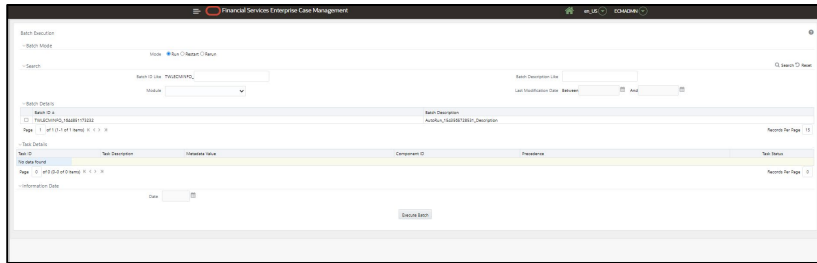 Financial Services Enterprise Case Management en_US ECMADMN
Batch Execution
Batch Mode
Mode Run Restart Rerun
Search Search Reset
Batch ID Like TWLECMINFO_ Batch Description Like
Module Last Modification Date Between And
Batch Details
Batch ID Batch Description
Page 1 of 1 (1-1 of 1 items) Records Per Page 15
Task Details
Task ID Task Description Metadata Value Component ID Precedence Task Status
No data found
Page 0 of 0 (0-0 of 0 items) Records Per Page 0
Information Date
Date
Execute Batch